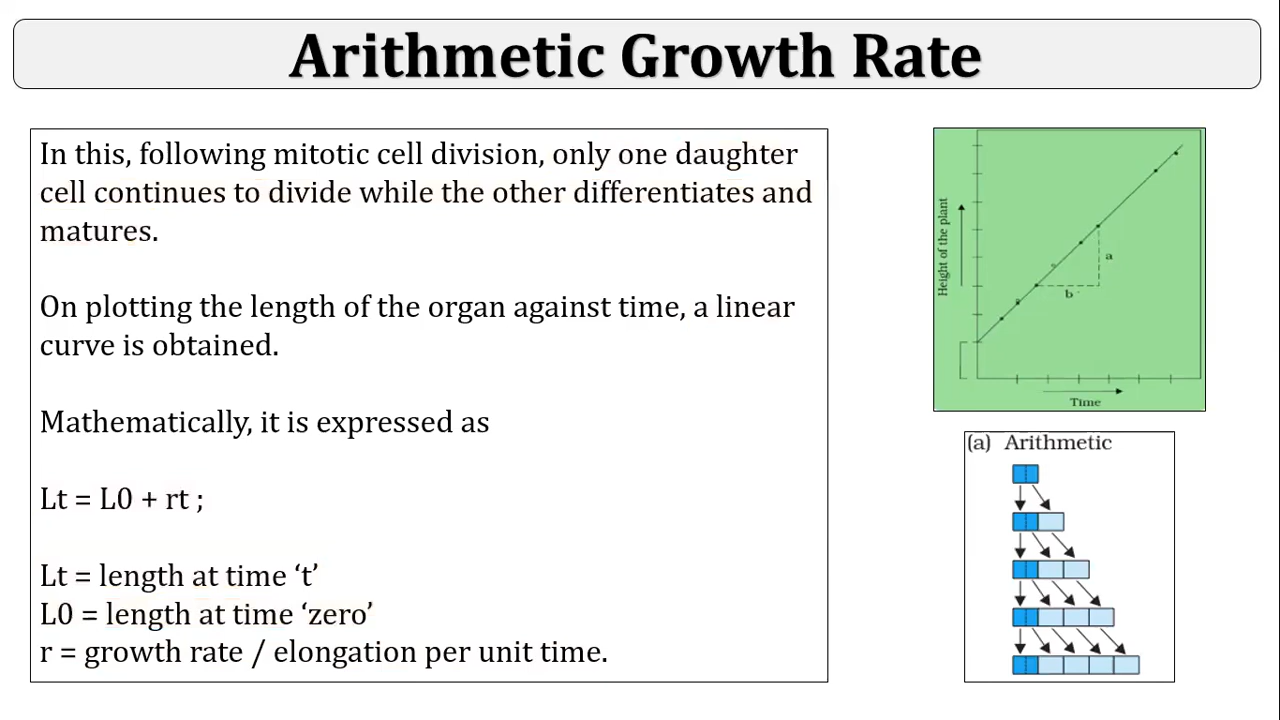 Arithmetic Growth Rate
In this, following mitotic cell division, only one daughter
cell continues to divide while the other differentiates and
matures.
On plotting the length of the organ against time, a linear
curve is obtained.
Mathematically, it is expressed as
Lt = L0 + rt ;
Lt = length at time ‘t’
L0 = length at time ‘zero’
r = growth rate / elongation per unit time.
Height of the plant
a
b
Time
(a) Arithmetic